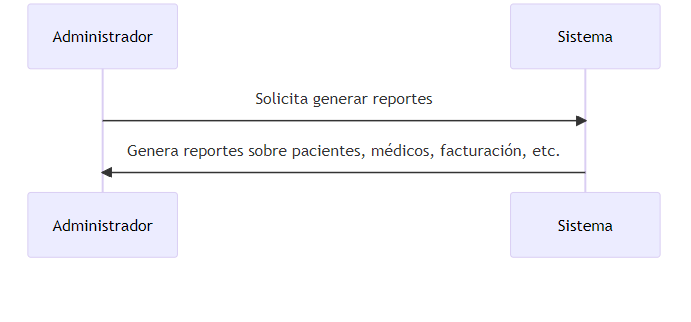 Administrador
Sistema
Solicita generar reportes
Genera reportes sobre pacientes, médicos, facturación, etc.
Administrador
Sistema